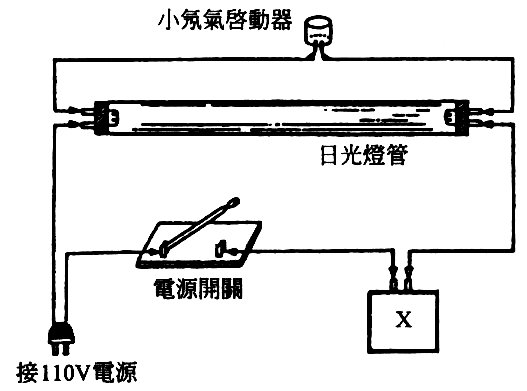 小氖氣啓動器
日光燈管
電源開關
X
接110V電源